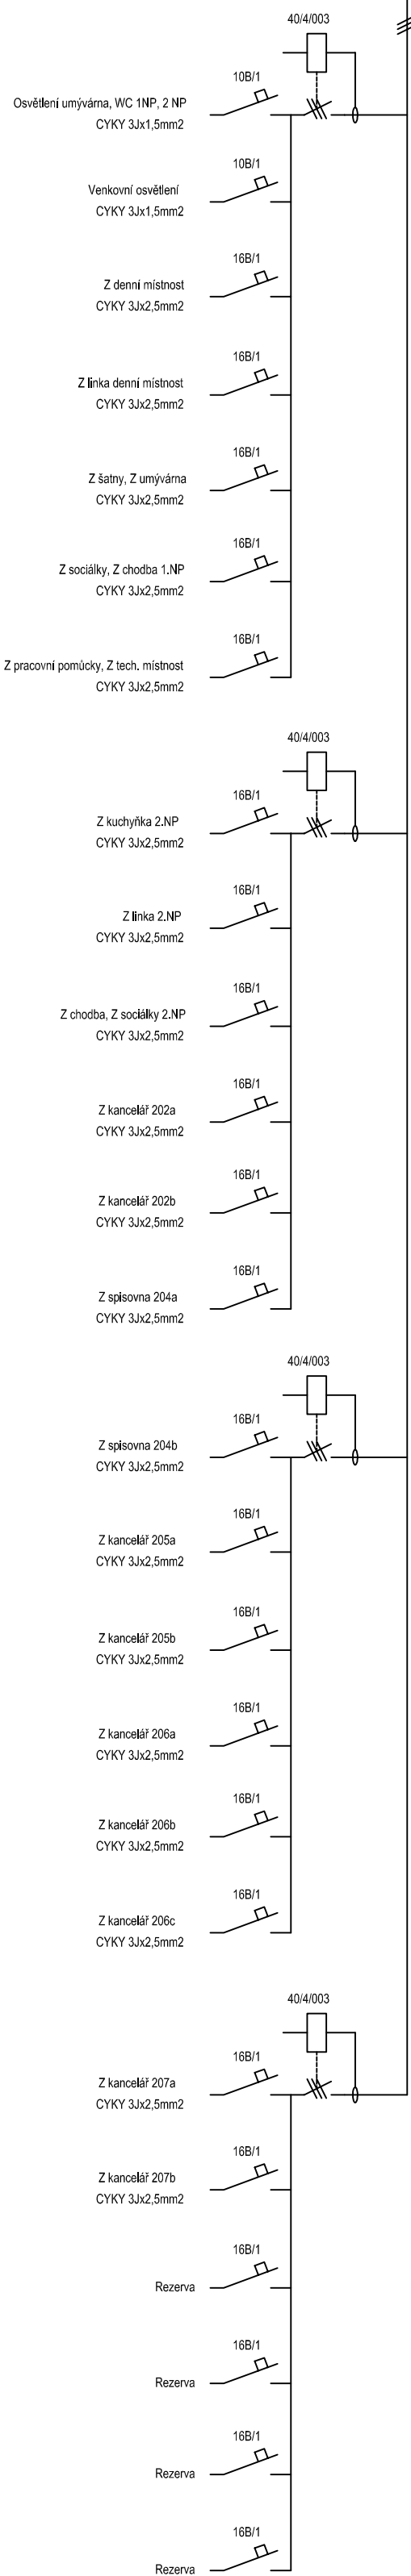 40/4/003
10B/1
Osvětlení umývárna, WC 1NP, 2 NP
CYKY 3Jx1,5mm2
10B/1
Venkovní osvětlení
CYKY 3Jx1,5mm2
16B/1
Z denní místnost
CYKY 3Jx2,5mm2
16B/1
Z linka denní místnost
CYKY 3Jx2,5mm2
16B/1
Z šatny, Z umývárna
CYKY 3Jx2,5mm2
16B/1
Z sociálky, Z chodba 1.NP
CYKY 3Jx2,5mm2
16B/1
Z pracovní pomůcky, Z tech. místnost
CYKY 3Jx2,5mm2
40/4/003
16B/1
Z kuchyňka 2.NP
CYKY 3Jx2,5mm2
16B/1
Z linka 2.NP
CYKY 3Jx2,5mm2
16B/1
Z chodba, Z sociálky 2.NP
CYKY 3Jx2,5mm2
16B/1
Z kancelář 202a
CYKY 3Jx2,5mm2
16B/1
Z kancelář 202b
CYKY 3Jx2,5mm2
16B/1
Z spisovna 204a
CYKY 3Jx2,5mm2
40/4/003
16B/1
Z spisovna 204b
CYKY 3Jx2,5mm2
16B/1
Z kancelář 205a
CYKY 3Jx2,5mm2
16B/1
Z kancelář 205b
CYKY 3Jx2,5mm2
16B/1
Z kancelář 206a
CYKY 3Jx2,5mm2
16B/1
Z kancelář 206b
CYKY 3Jx2,5mm2
16B/1
Z kancelář 206c
CYKY 3Jx2,5mm2
40/4/003
16B/1
Z kancelář 207a
CYKY 3Jx2,5mm2
16B/1
Z kancelář 207b
CYKY 3Jx2,5mm2
16B/1
Rezerva
16B/1
Rezerva
16B/1
Rezerva
16B/1
Rezerva